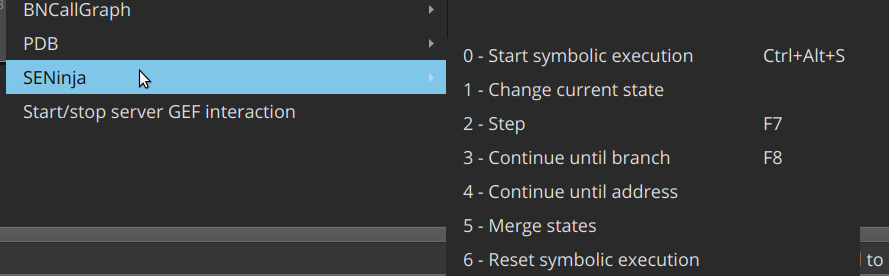 BNCallGraph
PDB
SENinja
Start/stop server GEF interaction
0 - Start symbolic execution Ctrl+Alt+S
1 - Change current state
2 - Step F7
3 - Continue until branch F8
4 - Continue until address
5 - Merge states
6 - Reset symbolic execution
to